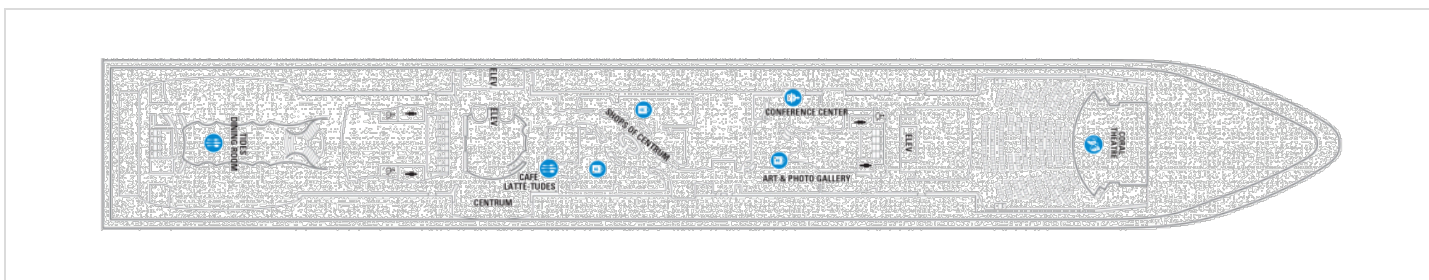 TIDES
DINING ROOM
ELEV
ELEV
CAFE
LATTE-TUDES
CENTRUM
SHOPS OF CENTRUM
CONFERENCE CENTER
ART & PHOTO GALLERY
ELEV
CORAL
THEATRE